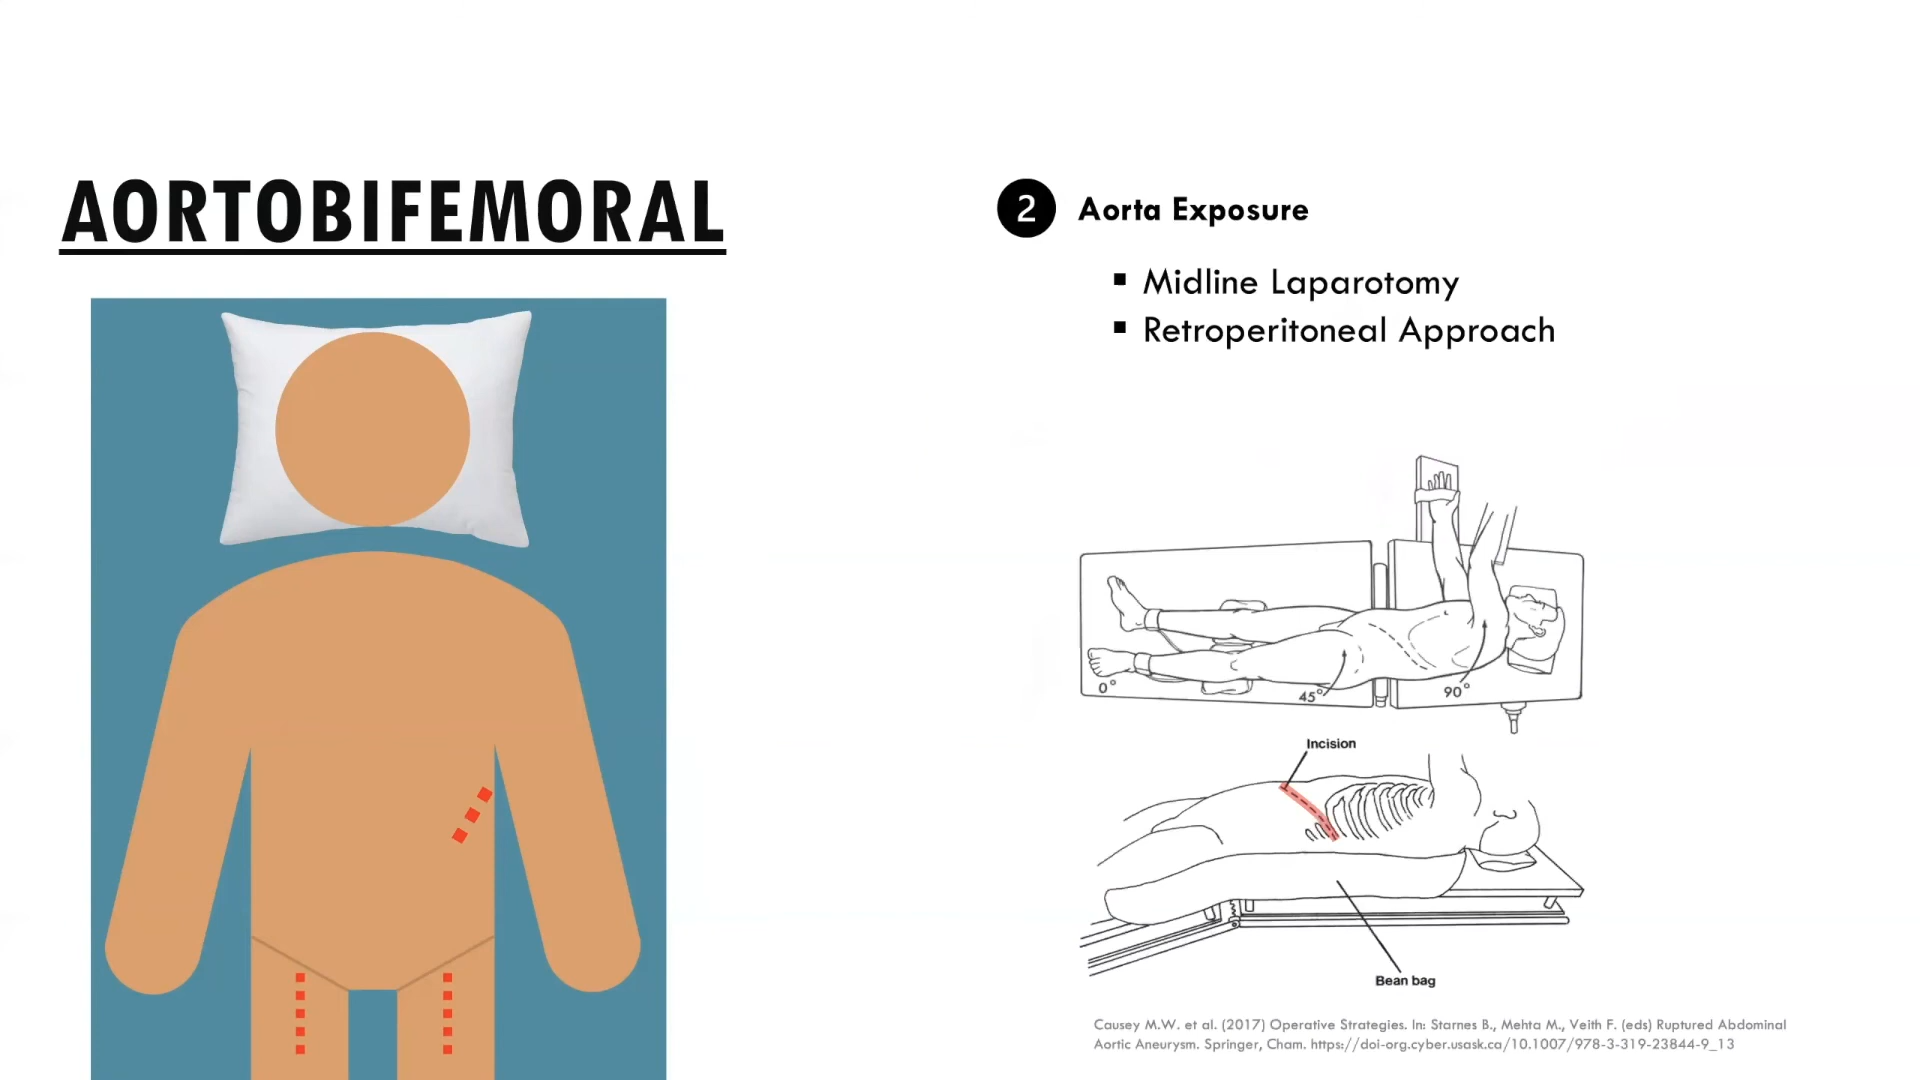 AORTOBIFEMORAL
2 Aorta Exposure
▪ Midline Laparotomy
▪ Retroperitoneal Approach
0°
45°
90°
Incision
Bean bag
Causey M.W. et al. (2017) Operative Strategies. In: Starnes B., Mehta M., Veith F. (eds) Ruptured Abdominal
Aortic Aneurysm. Springer, Cham. https://doi-org.cyber.usask.ca/10.1007/978-3-319-23844-9_13